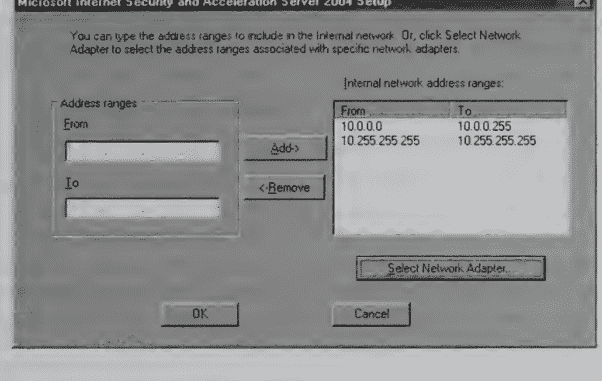 Microsoft Internet Security and Acceleration Server 2004 Setup
You can type the address ranges to include in the Internal network. Or, click Select Network
Adapter to select the address ranges associated with specific network adapters.
Internal network address ranges:
Address ranges
From To
From
10.0.0.0 10.0.0.255
10.255.255.255 10.255.255.255
Add->
To
<-Remove
Select Network Adapter...
OK Cancel